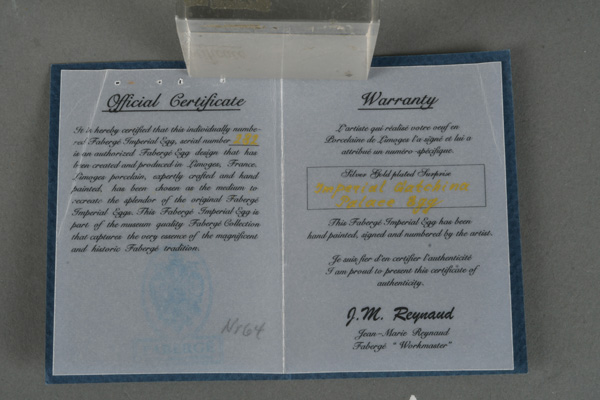 Official Certificate
It is hereby certified that this individually numbe-
red Fabergé Imperial Egg, serial number
is an authorized Fabergé Egg design that has
been created and produced in Limoges, France.
Limoges porcelain, expertly crafted and hand
painted, has been chosen as the medium to
recreate the splendor of the original Fabergé
Imperial Eggs. This Fabergé Imperial Egg is
part of the museum quality Fabergé Collection
that captures the very essence of the magnificent
and historic Fabergé tradition.
Warranty
L'artiste qui réalisé votre oeuf en
Porcelaine de Limoges l'a signé et lui a
attribué un numéro-spécifique.
Silver Gold plated Surprise
Imperial Gatchina
Palace Egg
This Fabergé Imperial Egg has been
hand painted, signed and numbered by the artist.
Je suis fier d'en certifier l'authenticité
I am proud to present this certificate of
authenticity.
J.M. Reynaud
Jean-Marie Reynaud
Fabergé "Workmaster"